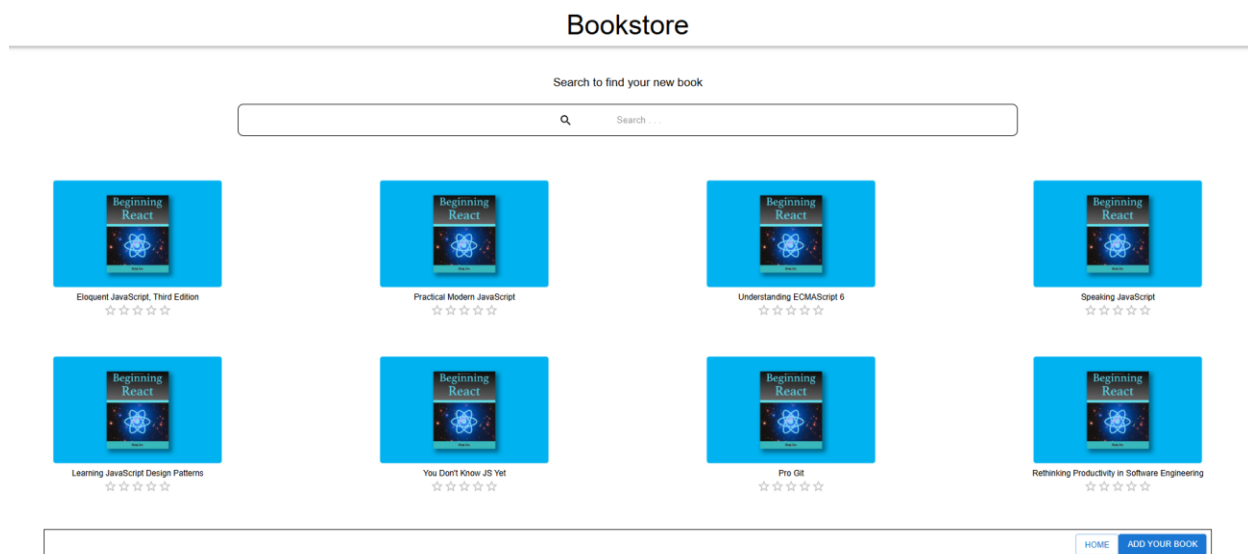 Bookstore
Search to find your new book
Search . . .
Beginning
React
Beginning
React
Beginning
React
Beginning
React
Eloquent JavaScript, Third Edition
Practical Modern JavaScript
Understanding ECMAScript 6
Speaking JavaScript
Beginning
React
Beginning
React
Beginning
React
Beginning
React
Learning JavaScript Design Patterns
You Don't Know JS Yet
Pro Git
Rethinking Productivity in Software Engineering
HOME
ADD YOUR BOOK